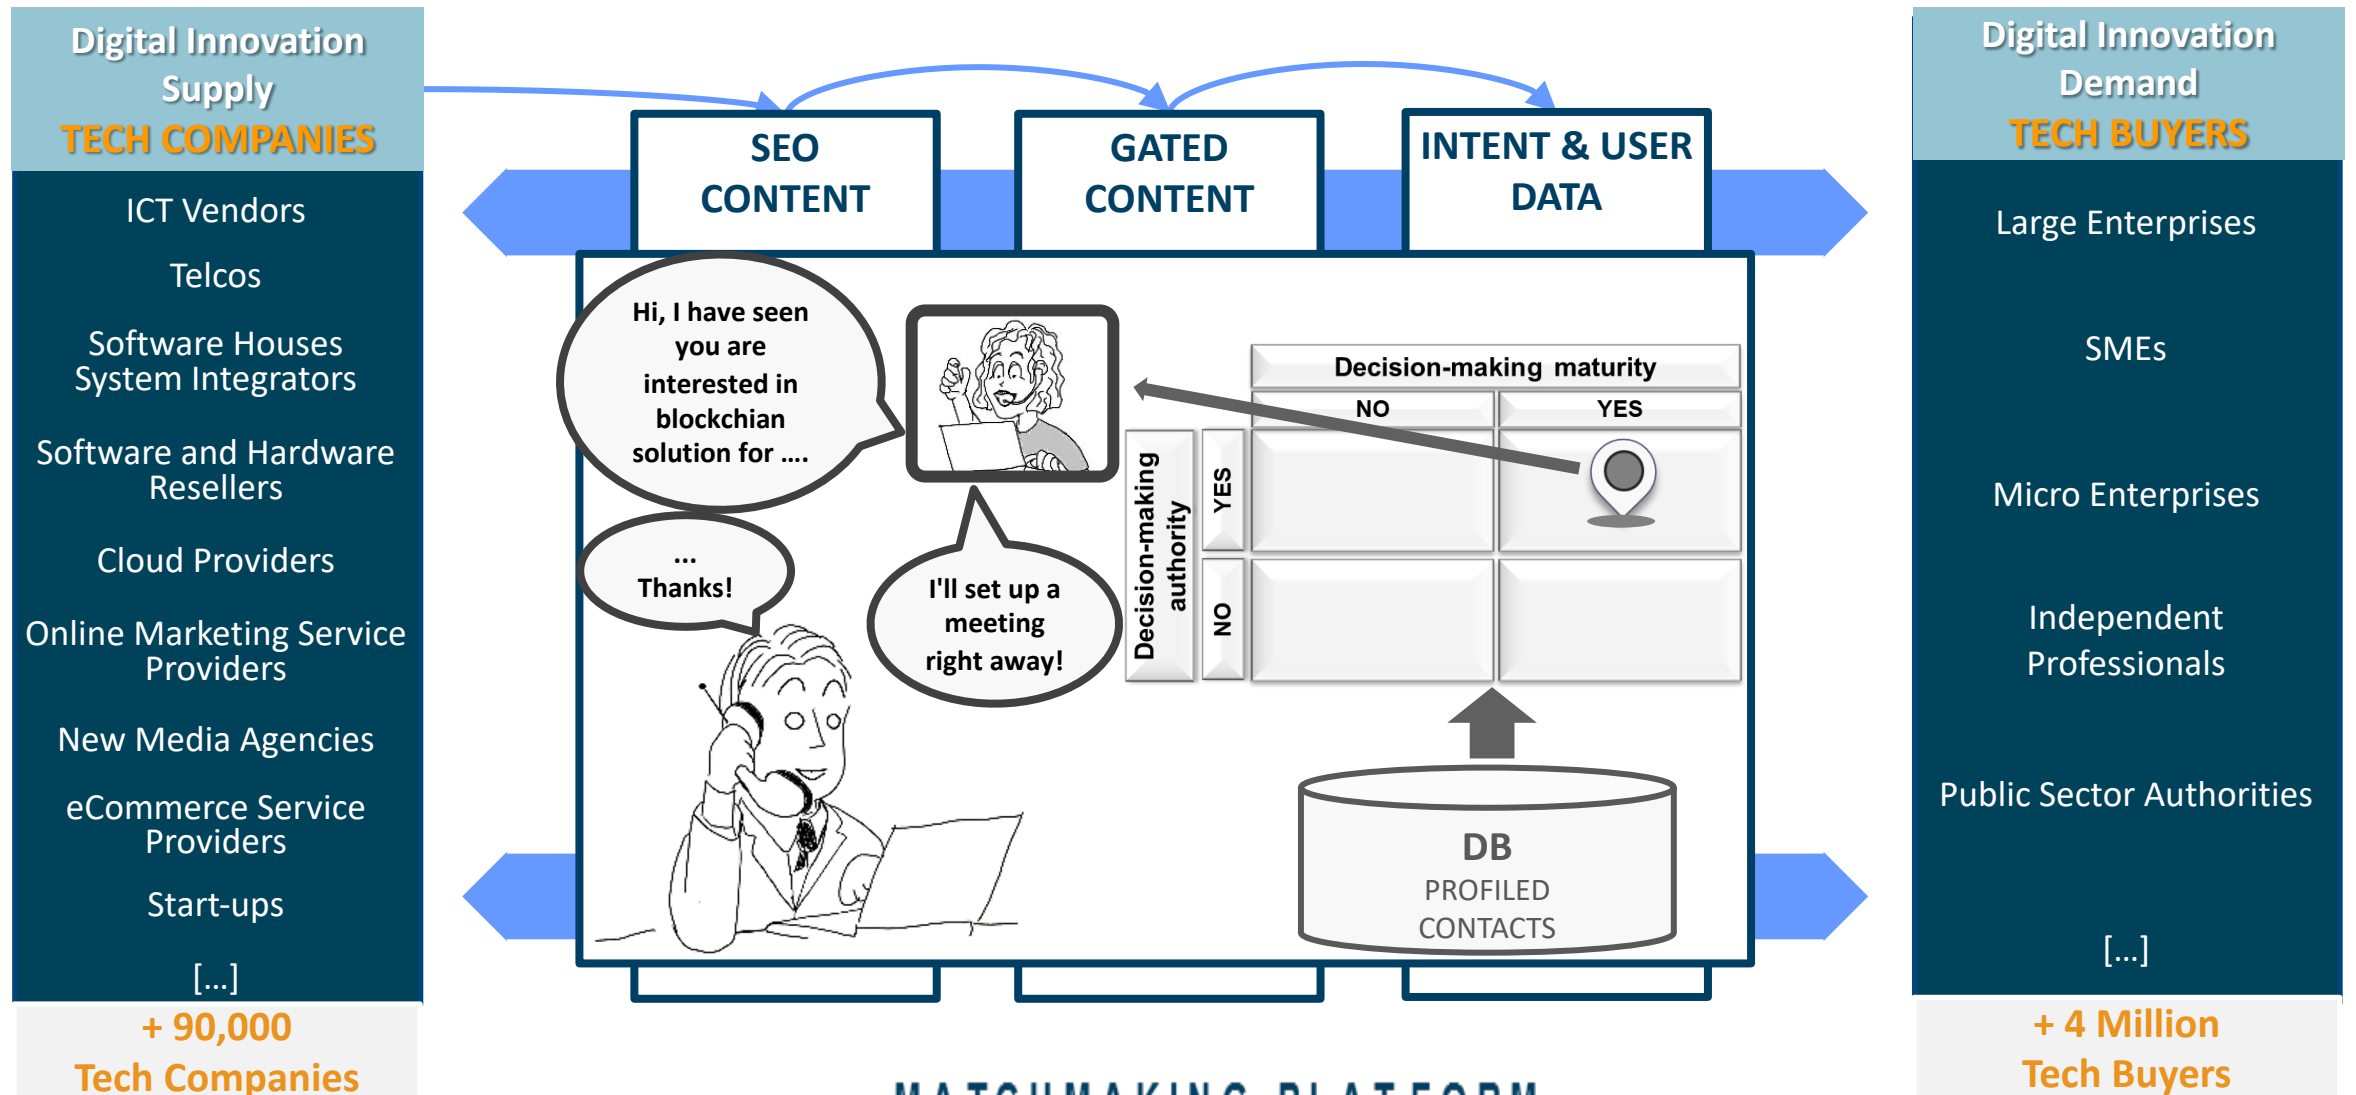 Digital Innovation
Supply
TECH COMPANIES
ICT Vendors
Telcos
Software Houses
System Integrators
Software and Hardware
Resellers
Cloud Providers
Online Marketing Service
Providers
New Media Agencies
eCommerce Service
Providers
Start-ups
[...]
+ 90,000
Tech Companies
SEO
CONTENT
GATED
CONTENT
INTENT & USER
DATA
Hi, I have seen
you are
interested in
blockchian
solution for ....
...
Thanks!
I'll set up a
meeting
right away!
Decision-making maturity
NO
YES
Decision-making
authority
YES
NO
DB
PROFILED
CONTACTS
MATCHMAKING PLATFORM
Digital Innovation
Demand
TECH BUYERS
Large Enterprises
SMEs
Micro Enterprises
Independent
Professionals
Public Sector Authorities
[...]
+ 4 Million
Tech Buyers